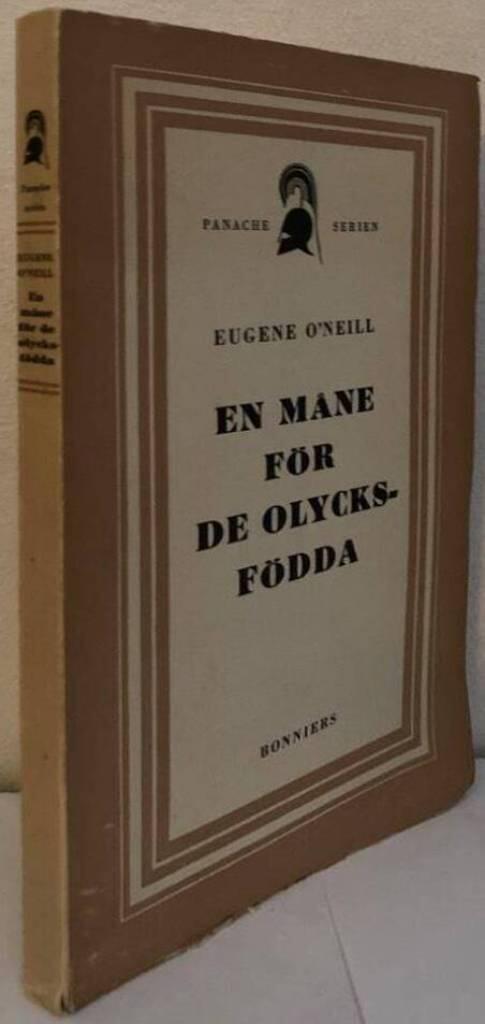 PANACHE SERIEN
EUGENE O'NEILL
EN MÅNE
FÖR
DE OLYCKS-
FÖDDA
BONNIERS
Panache
serien
EUGENE
O'NEILL
En
måne
för de
olycks-
födda